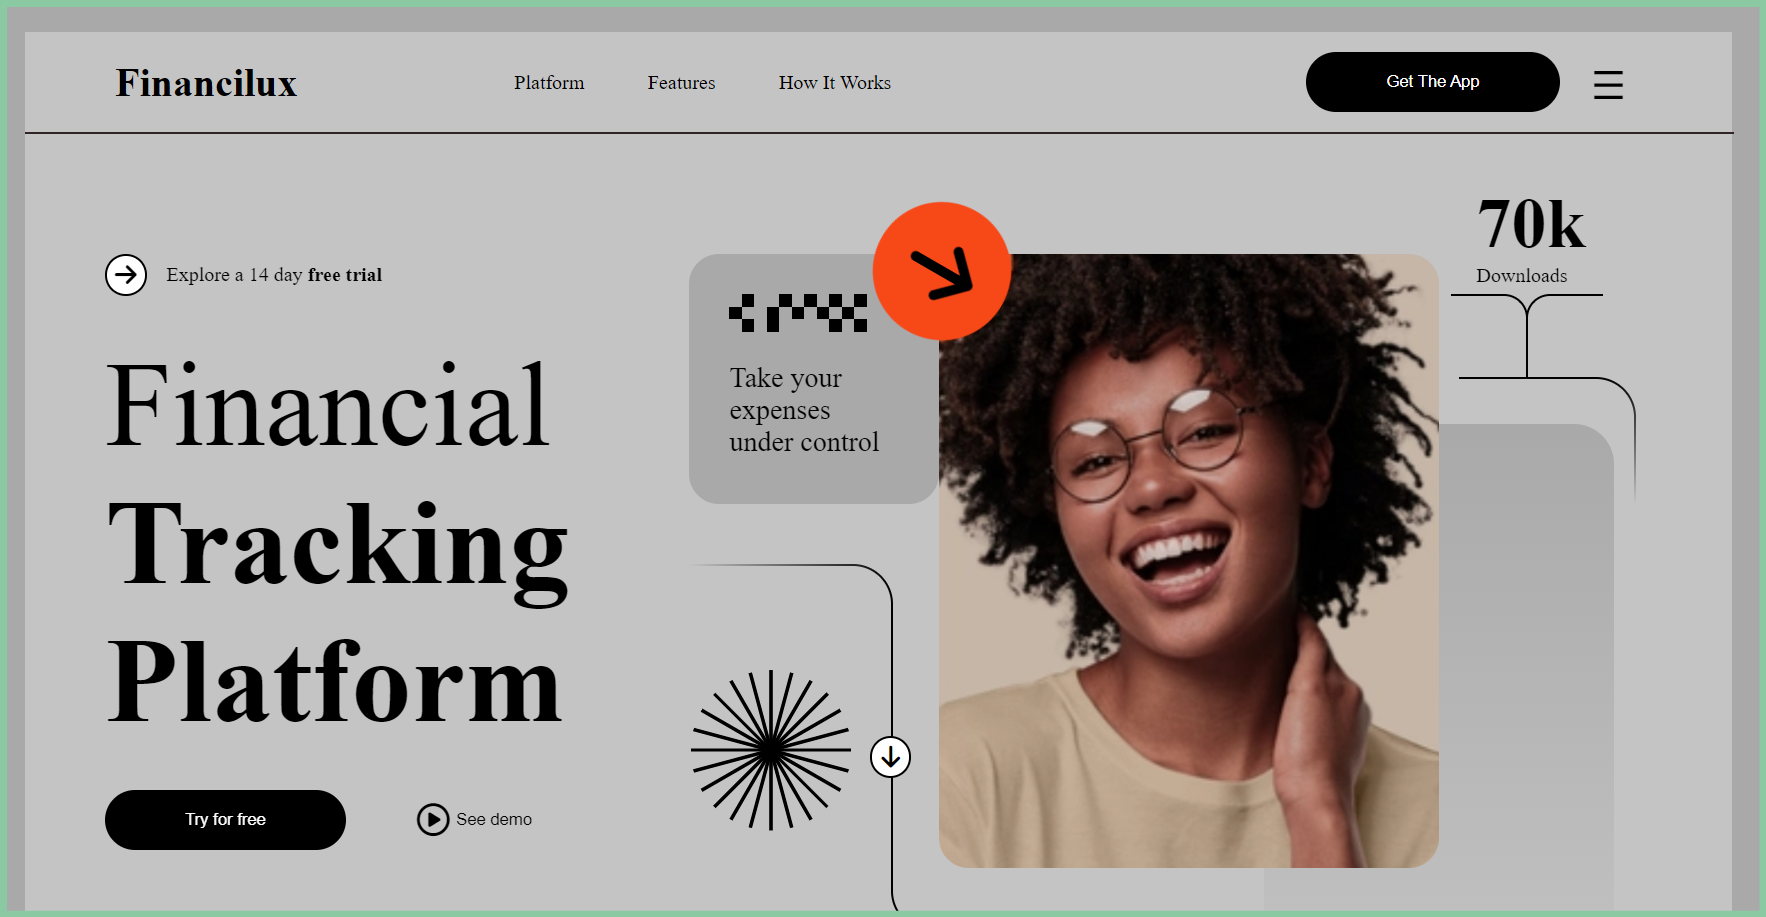 Financilux
Platform
Features
How It Works
Get The App
70k
Downloads
Explore a 14 day free trial
Take your
expenses
under control
Financial
Tracking
Platform
Try for free
See demo